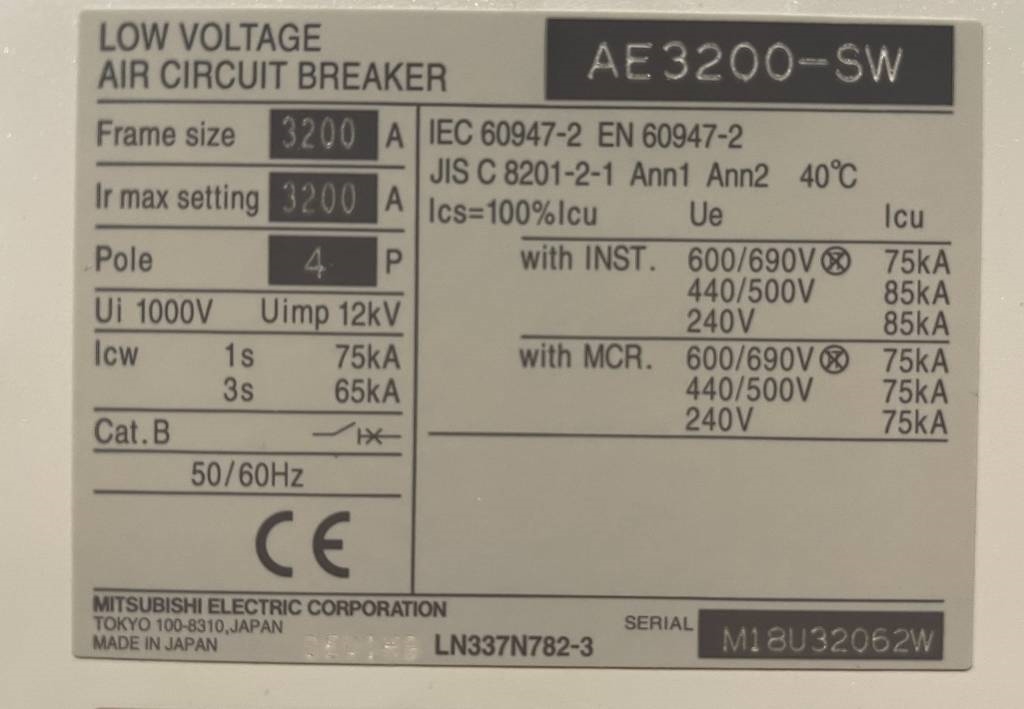 LOW VOLTAGE
AIR CIRCUIT BREAKER
AE3200-SW
Frame size 3200 A
Ir max setting 3200 A
Pole 4 P
Ui 1000V Uimp 12kV
Icw 1s 75kA
3s 65kA
Cat.B
50/60Hz
CE
IEC 60947-2 EN 60947-2
JIS C 8201-2-1 Ann1 Ann2 40℃
Ics=100%Icu Ue Icu
with INST. 600/690V 75kA
440/500V 85kA
240V 85kA
with MCR. 600/690V 75kA
440/500V 75kA
240V 75kA
MITSUBISHI ELECTRIC CORPORATION
TOKYO 100-8310,JAPAN
MADE IN JAPAN
LN337N782-3
SERIAL M18U32062W